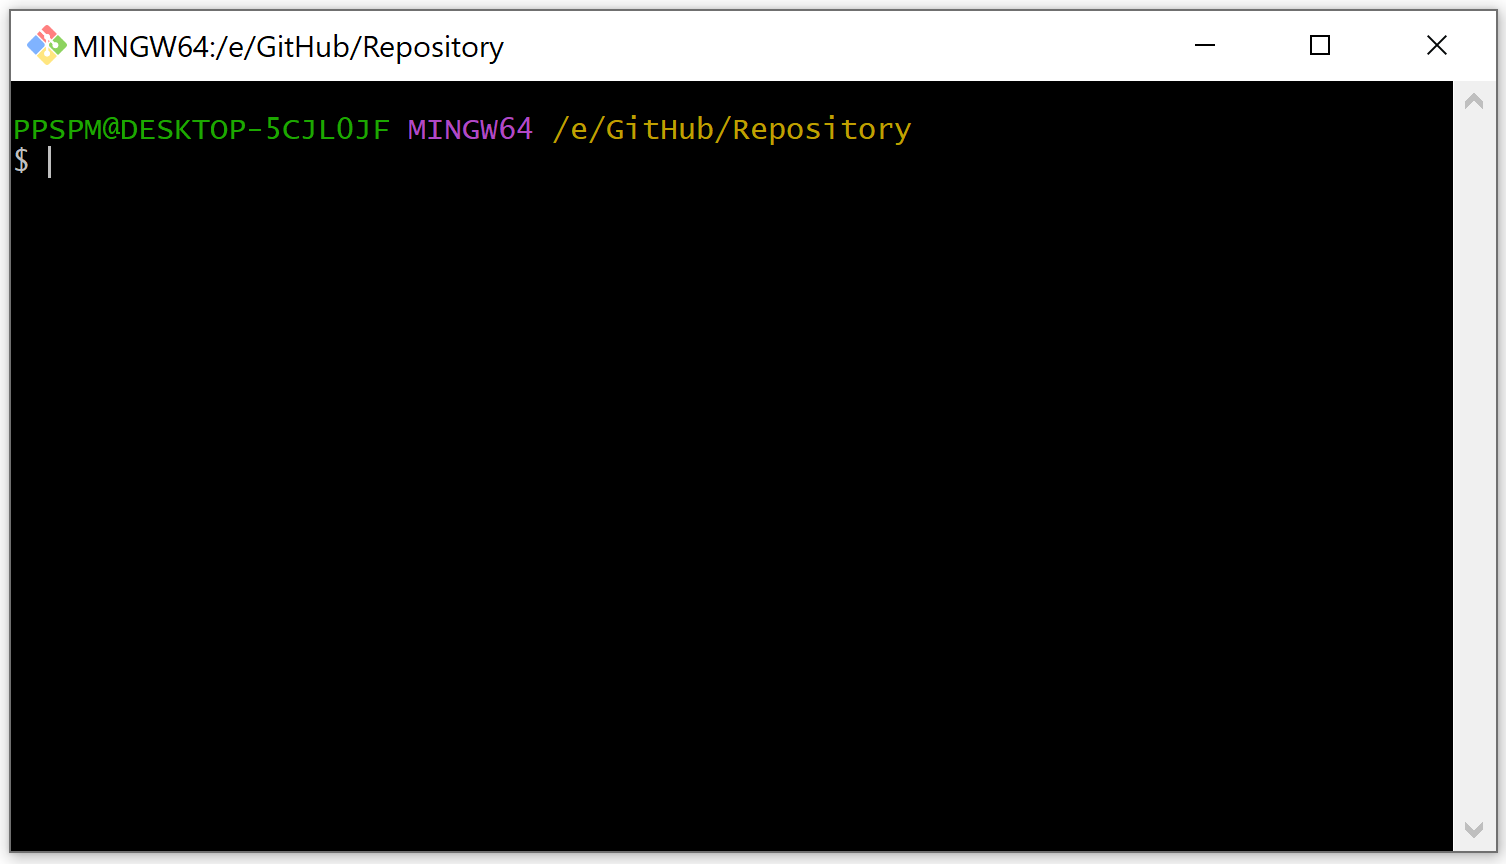 MINGW64:/e/GitHub/Repository
PPSPM@DESKTOP-5CJL0JF MINGW64 /e/GitHub/Repository
$